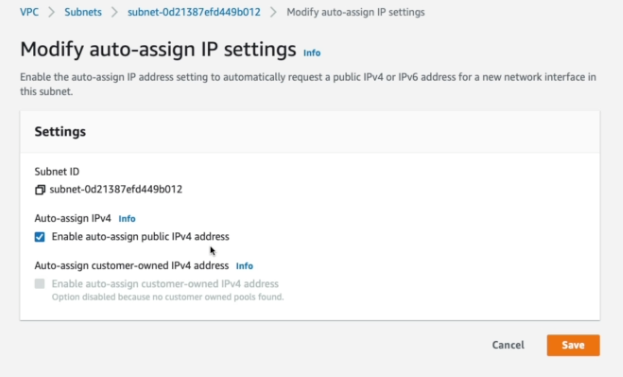 VPC > Subnets > subnet-0d21387efd449b012 > Modify auto-assign IP settings
Modify auto-assign IP settings Info
Enable the auto-assign IP address setting to automatically request a public IPv4 or IPv6 address for a new network interface in
this subnet.
Settings
Subnet ID
subnet-0d21387efd449b012
Auto-assign IPv4 Info
Enable auto-assign public IPv4 address
Auto-assign customer-owned IPv4 address Info
Enable auto-assign customer-owned IPv4 address
Option disabled because no customer owned pools found.
Cancel Save